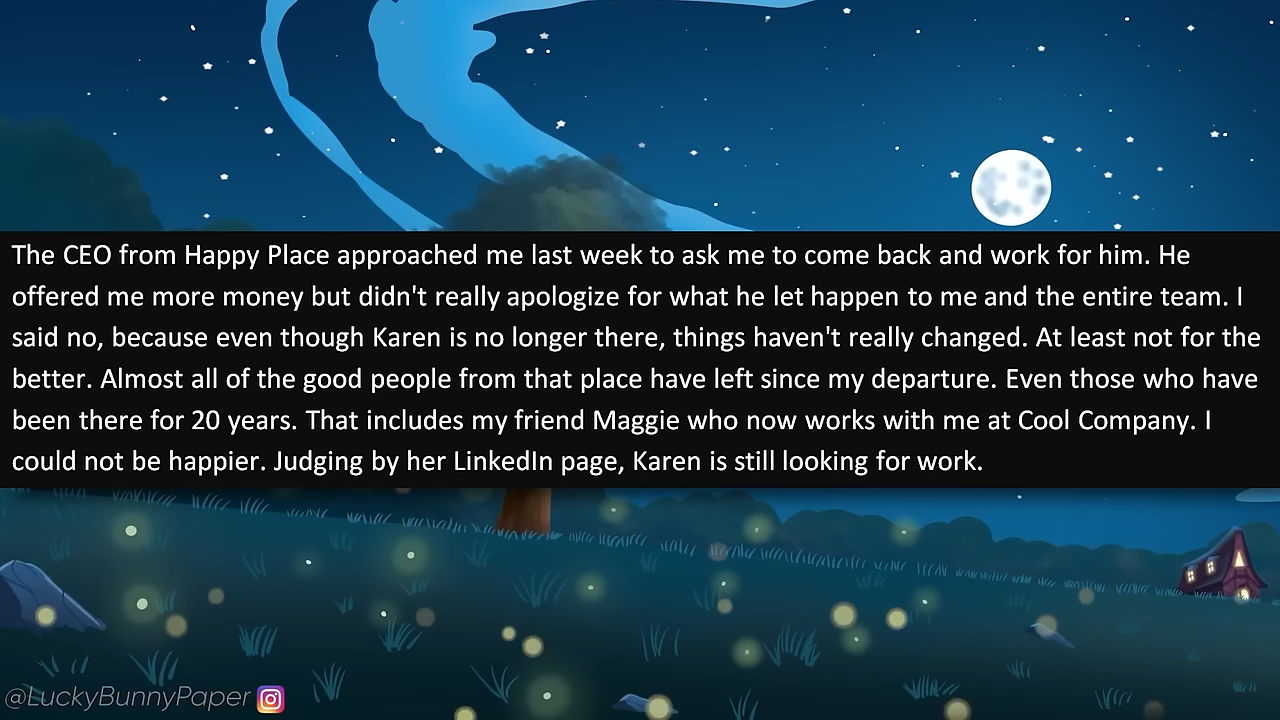 The CEO from Happy Place approached me last week to ask me to come back and work for him. He
offered me more money but didn't really apologize for what he let happen to me and the entire team. I
said no, because even though Karen is no longer there, things haven't really changed. At least not for the
better. Almost all of the good people from that place have left since my departure. Even those who have
been there for 20 years. That includes my friend Maggie who now works with me at Cool Company. I
could not be happier. Judging by her LinkedIn page, Karen is still looking for work.
@LuckyBunnyPaper